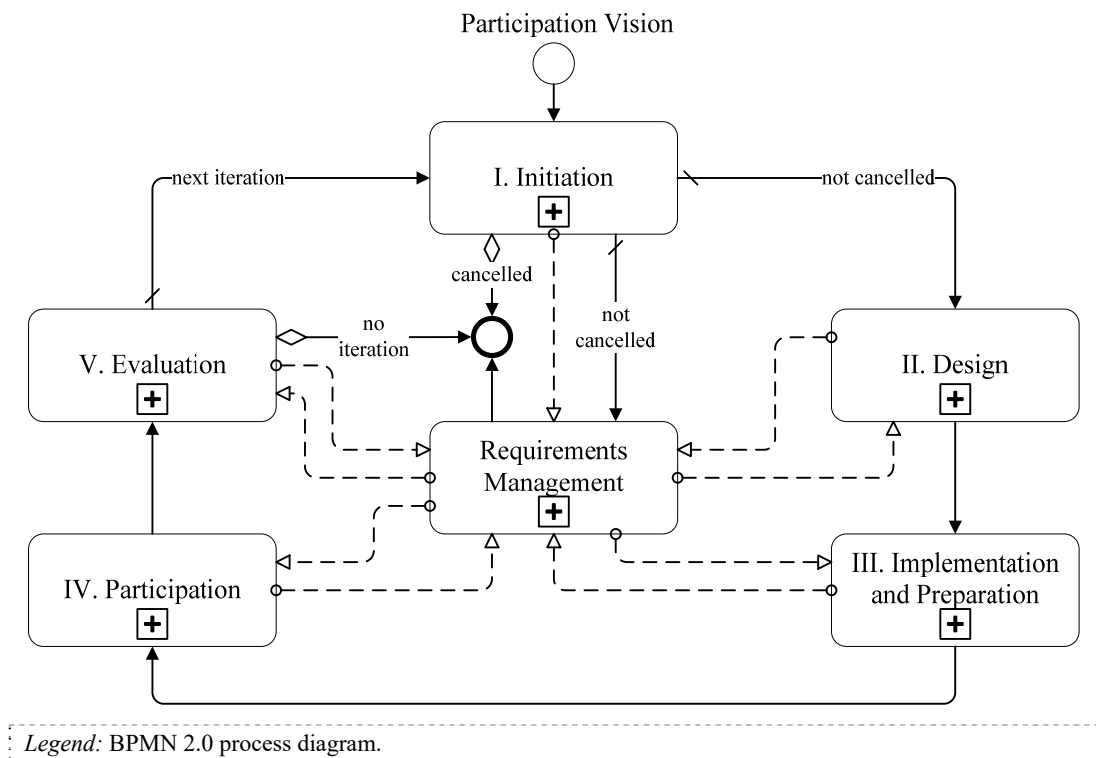 Participation Vision
I. Initiation
next iteration
not cancelled
cancelled
not
cancelled
no
iteration
V. Evaluation
II. Design
Requirements
Management
IV. Participation
III. Implementation
and Preparation
Legend: BPMN 2.0 process diagram.